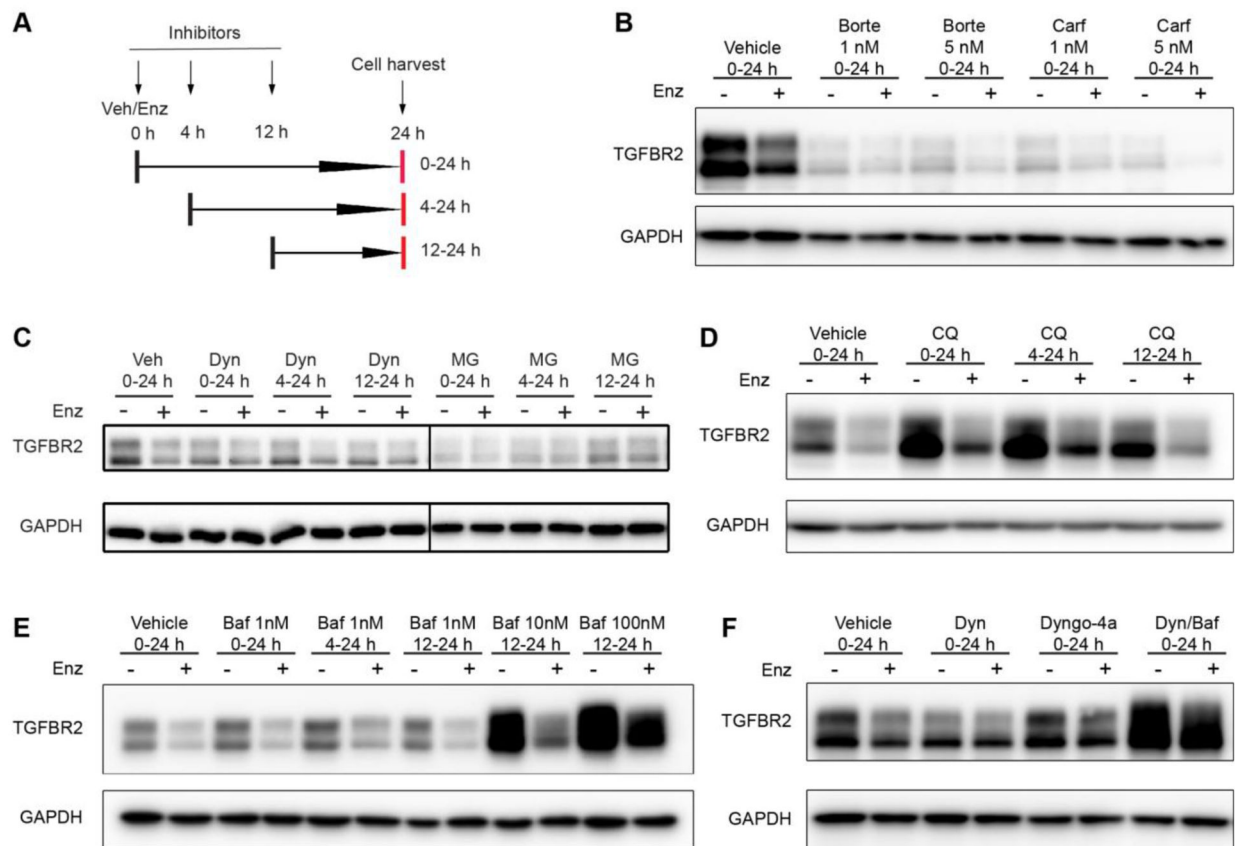 A
Inhibitors
Cell harvest
Veh/Enz
0 h 4 h 12 h 24 h
0-24 h
4-24 h
12-24 h
B
Vehicle Borte Borte Carf Carf
1 nM 5 nM 1 nM 5 nM
0-24 h 0-24 h 0-24 h 0-24 h 0-24 h
Enz - + - + - + - + - +
TGFBR2
GAPDH
C
Veh Dyn Dyn Dyn MG MG MG
0-24 h 0-24 h 4-24 h 12-24 h 0-24 h 4-24 h 12-24 h
Enz - + - + - + - + - + - + - +
TGFBR2
GAPDH
D
Vehicle CQ CQ CQ
0-24 h 0-24 h 4-24 h 12-24 h
Enz - + - + - + - +
TGFBR2
GAPDH
E
Vehicle Baf 1nM Baf 1nM Baf 1nM Baf 10nM Baf 100nM
0-24 h 0-24 h 4-24 h 12-24 h 12-24 h 12-24 h
Enz - + - + - + - + - + - +
TGFBR2
GAPDH
F
Vehicle Dyn Dyngo-4a Dyn/Baf
0-24 h 0-24 h 0-24 h 0-24 h
Enz - + - + - + - +
TGFBR2
GAPDH